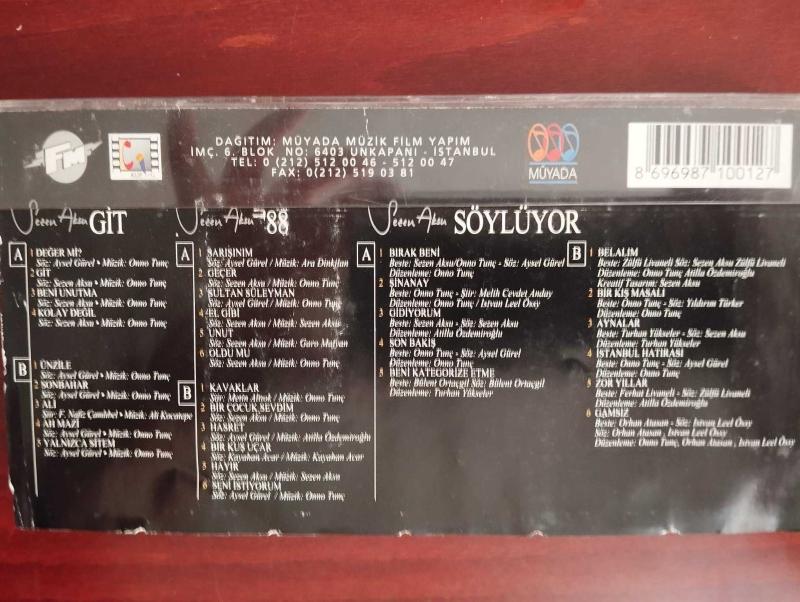 FM
DAĞITIM: MÜYADA MÜZİK FİLM YAPIM
İMÇ. 6. BLOK NO: 6403 UNKAPANI - İSTANBUL
TEL: 0 (212) 512 00 46 - 512 00 47
FAX: 0(212) 519 03 81
MÜYADA
8 696987 100127
Sezen Aksu GİT
A
1 DEĞER Mİ?
Söz: Aysel Gürel • Müzik: Onno Tunç
2 GİT
Söz: Sezen Aksu • Müzik: Onno Tunç
3 BENİ UNUTMA
Söz: Sezen Aksu • Müzik: Onno Tunç
4 KOLAY DEĞİL
Söz: Sezen Aksu • Müzik: Onno Tunç
B
1 ÜNZİLE
Söz: Aysel Gürel • Müzik: Onno Tunç
2 SONBAHAR
Söz: Aysel Gürel • Müzik: Onno Tunç
3 ALİ
Şiir: F. Nafiz Çamlıbel • Müzik: Ali Kocatepe
4 AH MAZİ
Söz: Aysel Gürel • Müzik: Onno Tunç
5 YALNIZCA SİTEM
Söz: Aysel Gürel • Müzik: Onno Tunç
Sezen Aksu '88
A
1 SARIŞINIM
Söz: Aysel Gürel / Müzik: Ara Dinkjian
2 GEÇER
Söz: Sezen Aksu / Müzik: Onno Tunç
3 SULTAN SÜLEYMAN
Söz: Aysel Gürel / Müzik: Onno Tunç
4 EL GİBİ
Söz: Sezen Aksu / Müzik: Sezen Aksu
5 UNUT
Söz: Sezen Aksu / Müzik: Garo Mafyan
6 OLDU MU
Söz: Sezen Aksu / Müzik: Onno Tunç
B
1 KAVAKLAR
Şiir: Metin Altıok / Müzik: Onno Tunç
2 BİR ÇOCUK SEVDİM
Söz: Sezen Aksu / Müzik: Onno Tunç
3 HASRET
Söz: Aysel Gürel / Müzik: Atilla Özdemiroğlu
4 BİR KUŞ UÇAR
Söz: Kayahan Acar / Müzik: Kayahan Acar
5 HAYIR
Söz: Sezen Aksu / Müzik: Sezen Aksu
6 SENİ İSTİYORUM
Söz: Aysel Gürel / Müzik: Onno Tunç
Sezen Aksu SÖYLÜYOR
A
1 BIRAK BENİ
Beste: Sezen Aksu/Onno Tunç - Söz: Aysel Gürel
Düzenleme: Onno Tunç
2 ŞİNANAY
Beste: Onno Tunç - Şiir: Melih Cevdet Anday
Düzenleme: Onno Tunç / Istvan Leel Ösy
3 GİDİYORUM
Beste: Sezen Aksu - Söz: Sezen Aksu
Düzenleme: Atilla Özdemiroğlu
4 SON BAKIŞ
Beste: Onno Tunç - Söz: Aysel Gürel
Düzenleme: Onno Tunç
5 BENİ KATEGORİZE ETME
Beste: Bülent Ortaçgil Söz: Bülent Ortaçgil
Düzenleme: Turhan Yükseler
B
1 BELALIM
Beste: Zülfü Livaneli Söz: Sezen Aksu Zülfü Livaneli
Düzenleme: Onno Tunç Atilla Özdemiroğlu
Kreatif Tasarım: Sezen Aksu
2 BİR KIŞ MASALI
Beste: Onno Tunç - Söz: Yıldırım Türker
Düzenleme: Onno Tunç
3 AYNALAR
Beste: Turhan Yükseler - Söz: Sezen Aksu
Düzenleme: Turhan Yükseler
4 İSTANBUL HATIRASI
Beste: Onno Tunç - Söz: Aysel Gürel
Düzenleme: Onno Tunç
5 ZOR YILLAR
Beste: Ferhat Livaneli - Söz: Zülfü Livaneli
Düzenleme: Atilla Özdemiroğlu
6 GAMSIZ
Beste: Orhan Atasan - Istvan Leel Ösy
Söz: Orhan Atasan , Istvan Leel Ösy
Düzenleme: Onno Tunç, Orhan Atasan , Istvan Leel Ösy